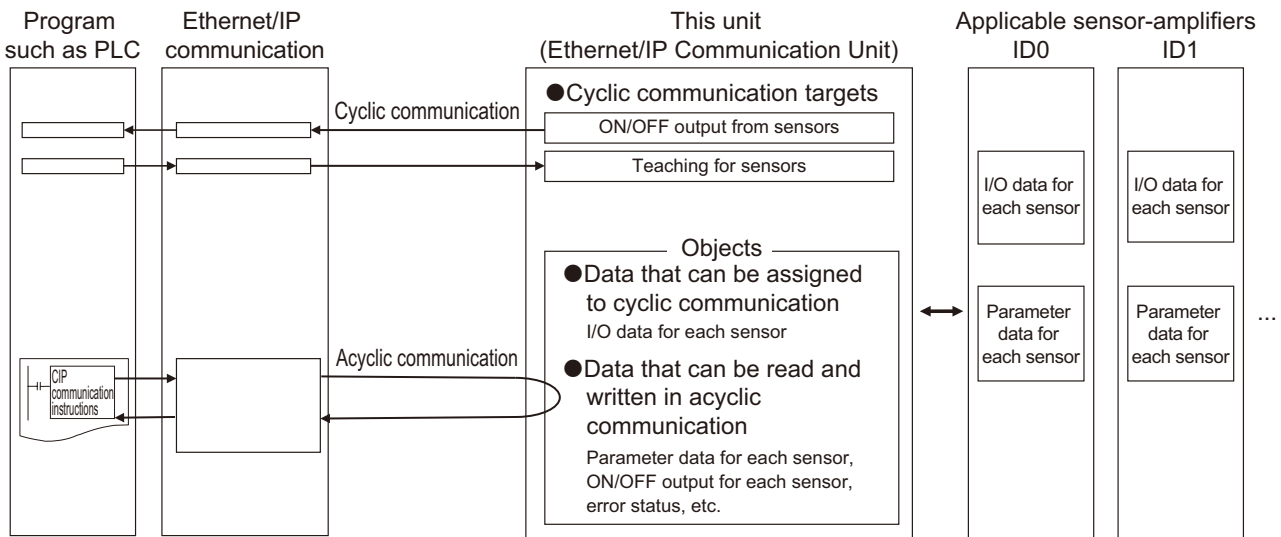 Program
such as PLC
Ethernet/IP
communication
This unit
(Ethernet/IP Communication Unit)
Applicable sensor-amplifiers
ID0
ID1
Cyclic communication
●Cyclic communication targets
ON/OFF output from sensors
Teaching for sensors
I/O data for
each sensor
I/O data for
each sensor
Objects
●Data that can be assigned
to cyclic communication
I/O data for each sensor
Parameter
data for
each sensor
Parameter
data for
each sensor
...
Acyclic communication
CIP
communication
instructions
●Data that can be read and
written in acyclic
communication
Parameter data for each sensor,
ON/OFF output for each sensor,
error status, etc.